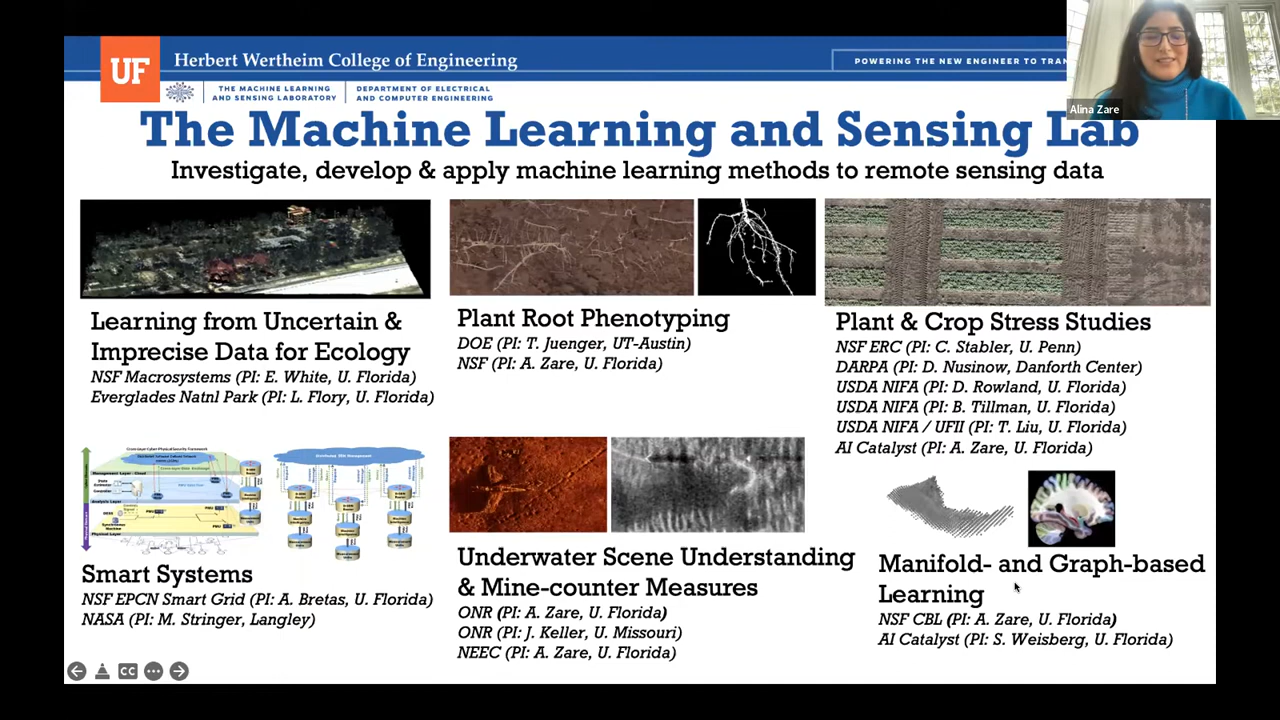 UF
Herbert Wertheim College of Engineering
POWERING THE NEW ENGINEER TO
THE MACHINE LEARNING
AND SENSING LABORATORY
DEPARTMENT OF ELECTRICAL
AND COMPUTER ENGINEERING
Alina Zare
The Machine Learning and Sensing Lab
Investigate, develop & apply machine learning methods to remote sensing data
Learning from Uncertain &
Imprecise Data for Ecology
NSF Macrosystems (PI: E. White, U. Florida)
Everglades Natnl Park (PI: L. Flory, U. Florida)
Plant Root Phenotyping
DOE (PI: T. Juenger, UT-Austin)
NSF (PI: A. Zare, U. Florida)
Plant & Crop Stress Studies
NSF ERC (PI: C. Stabler, U. Penn)
DARPA (PI: D. Nusinow, Danforth Center)
USDA NIFA (PI: D. Rowland, U. Florida)
USDA NIFA (PI: B. Tillman, U. Florida)
USDA NIFA / UFII (PI: T. Liu, U. Florida)
AI Catalyst (PI: A. Zare, U. Florida)
Smart Systems
NSF EPCN Smart Grid (PI: A. Bretas, U. Florida)
NASA (PI: M. Stringer, Langley)
Underwater Scene Understanding
& Mine-counter Measures
ONR (PI: A. Zare, U. Florida)
ONR (PI: J. Keller, U. Missouri)
NEEC (PI: A. Zare, U. Florida)
Manifold- and Graph-based
Learning
NSF CBL (PI: A. Zare, U. Florida)
AI Catalyst (PI: S. Weisberg, U. Florida)
CC